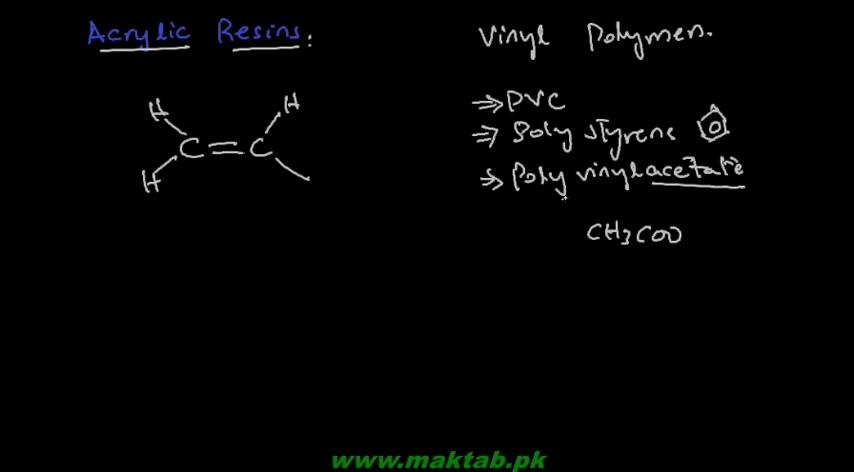 Acrylic Resins:
Vinyl Polymers.
H H
C = C
H
⇒ PVC
⇒ Poly styrene
⇒ Poly vinylacetate
CH3COO
www.maktab.pk